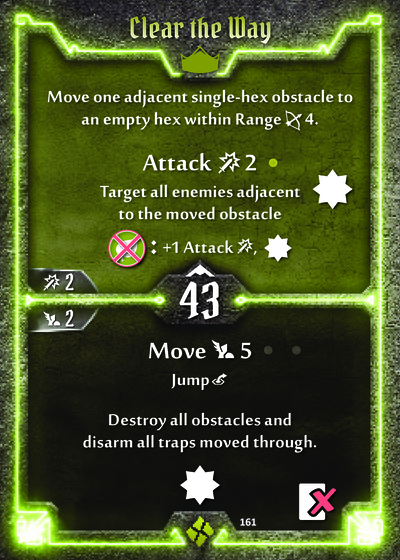 Clear the Way
Move one adjacent single-hex obstacle to
an empty hex within Range 4.
Attack 2
Target all enemies adjacent
to the moved obstacle
: +1 Attack ,
2
43
2
Move 5
Jump
Destroy all obstacles and
disarm all traps moved through.
161